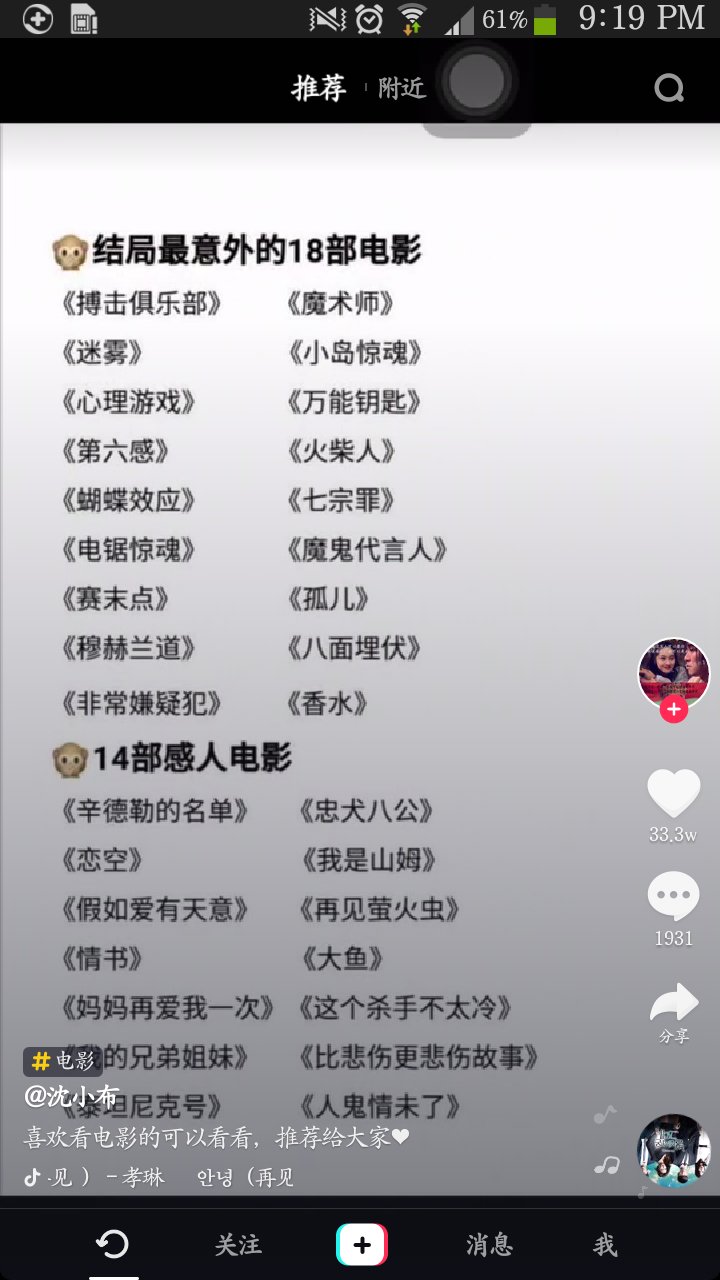 61% 9:19 PM
推荐 附近
结局最意外的18部电影
《搏击俱乐部》 《魔术师》
《迷雾》 《小岛惊魂》
《心理游戏》 《万能钥匙》
《第六感》 《火柴人》
《蝴蝶效应》 《七宗罪》
《电锯惊魂》 《魔鬼代言人》
《赛末点》 《孤儿》
《穆赫兰道》 《八面埋伏》
《非常嫌疑犯》 《香水》
14部感人电影
《辛德勒的名单》 《忠犬八公》
《恋空》 《我是山姆》
《假如爱有天意》 《再见萤火虫》
《情书》 《大鱼》
《妈妈再爱我一次》 《这个杀手不太冷》
我的兄弟姐妹》 《比悲伤更悲伤故事》
《泰坦尼克号》 《人鬼情未了》
33.3w
1931
分享
#电影
@沈小布
喜欢看电影的可以看看，推荐给大家❤
·见 ） - 孝琳 안녕（再见
关注 消息 我